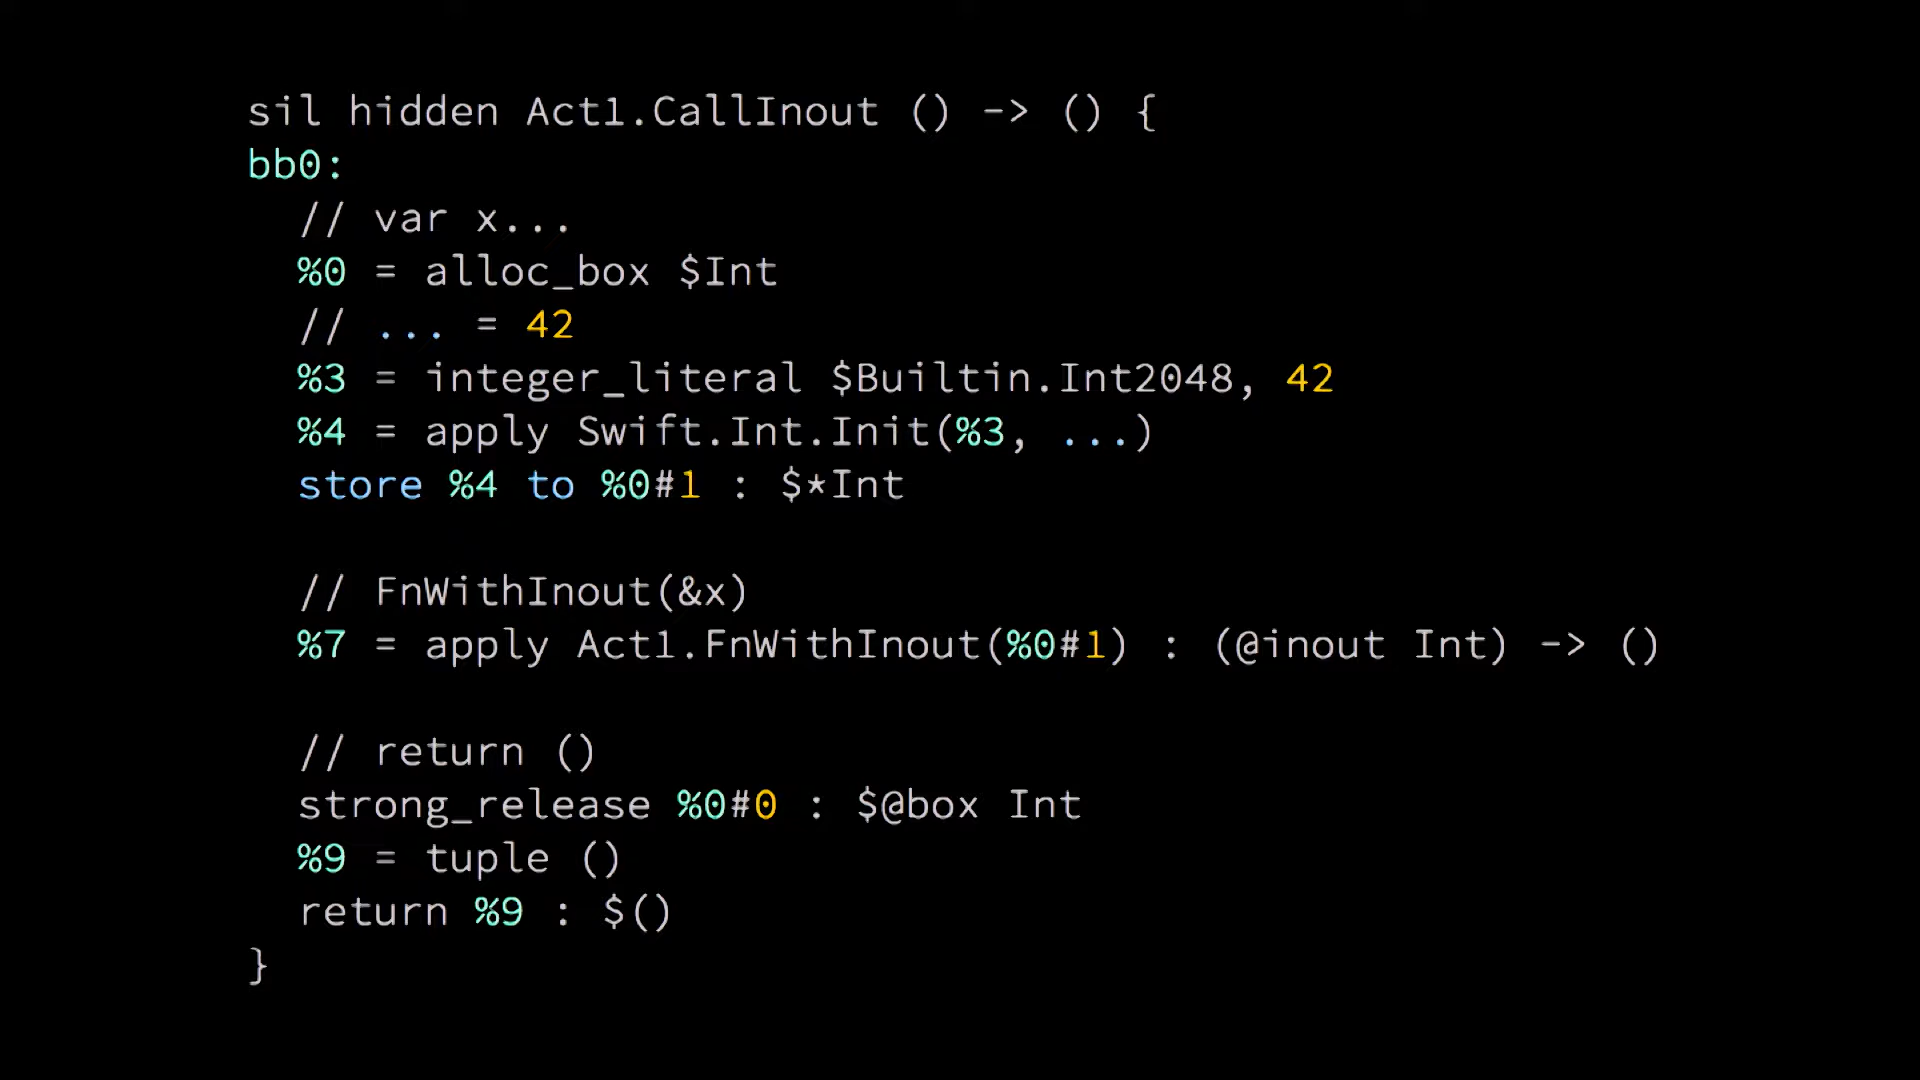 sil hidden Act1.CallInout () -> () {
bb0:
// var x...
%0 = alloc_box $Int
// ... = 42
%3 = integer_literal $Builtin.Int2048, 42
%4 = apply Swift.Int.Init(%3, ...)
store %4 to %0#1 : $*Int
// FnWithInout(&x)
%7 = apply Act1.FnWithInout(%0#1) : (@inout Int) -> ()
// return ()
strong_release %0#0 : $@box Int
%9 = tuple ()
return %9 : $()
}